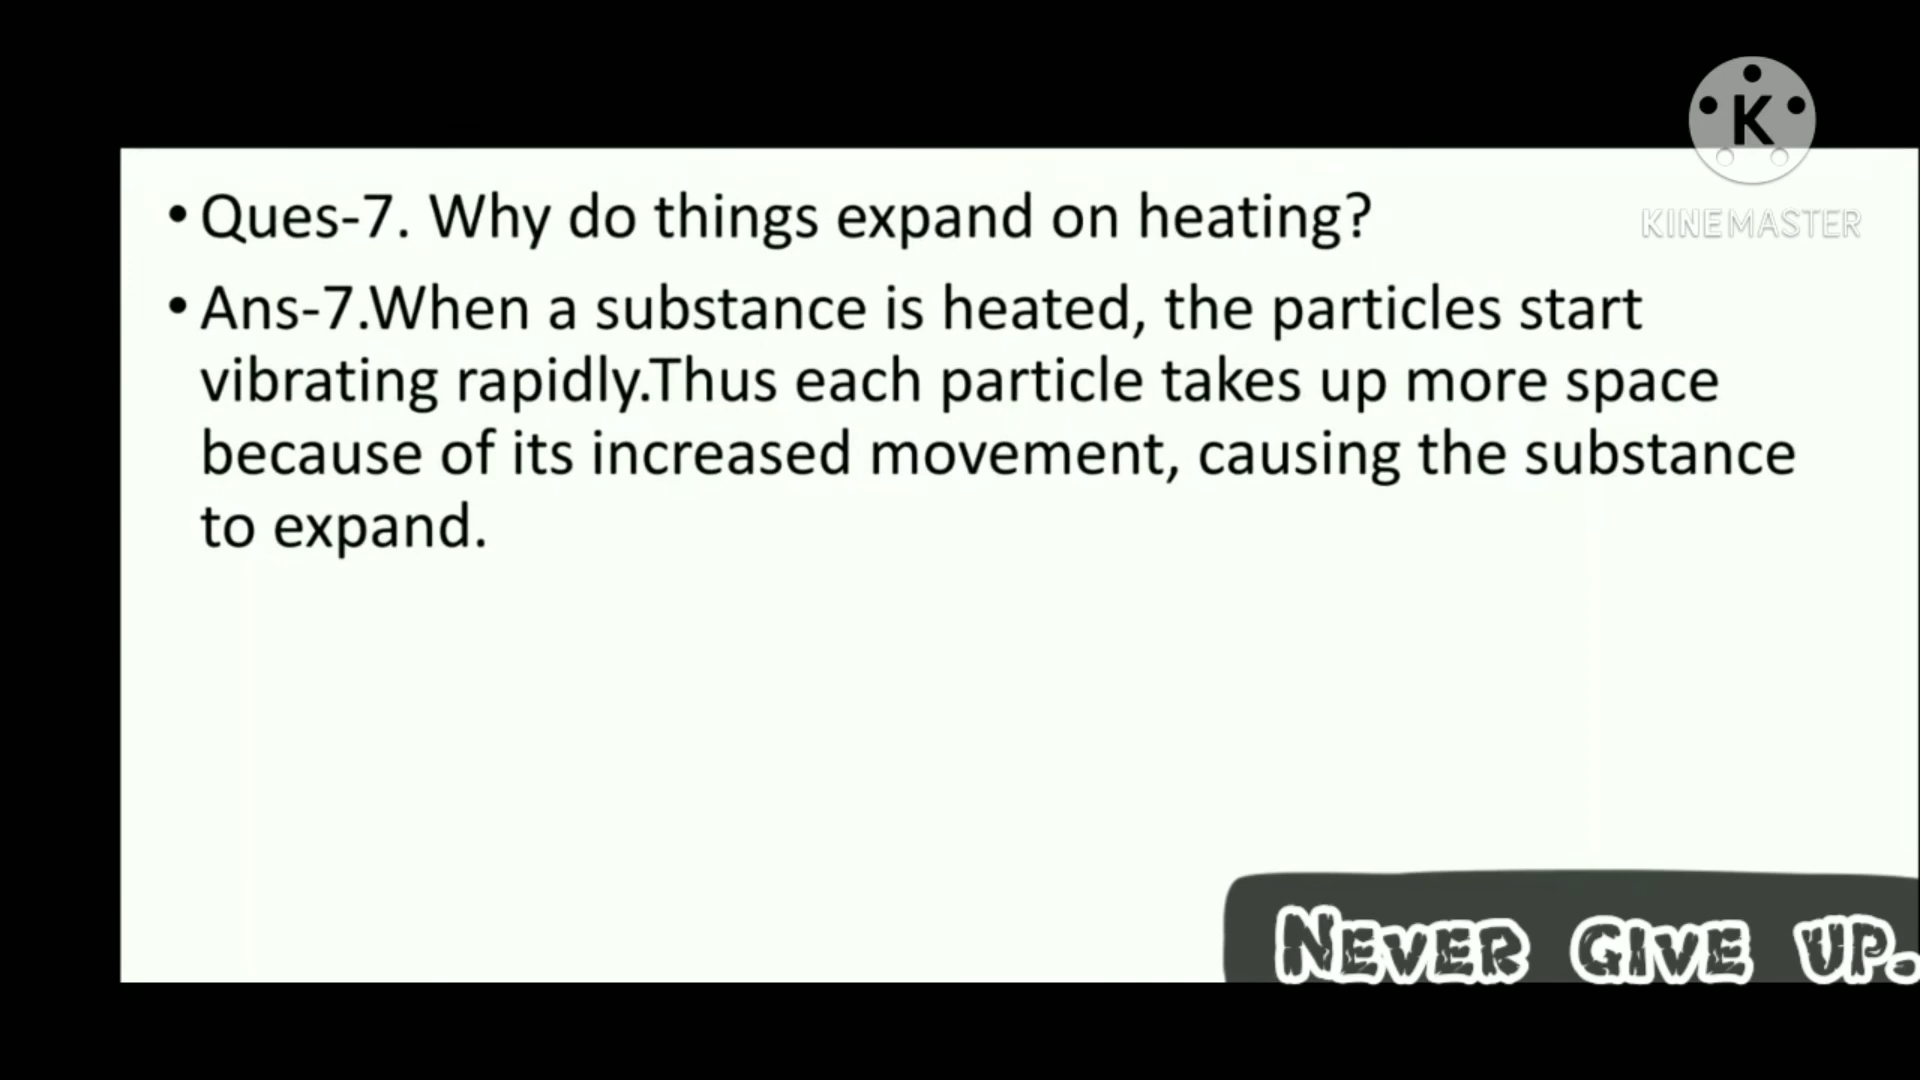 K
KINEMASTER
• Ques-7. Why do things expand on heating?
• Ans-7.When a substance is heated, the particles start
vibrating rapidly.Thus each particle takes up more space
because of its increased movement, causing the substance
to expand.
NEVER GIVE UP.